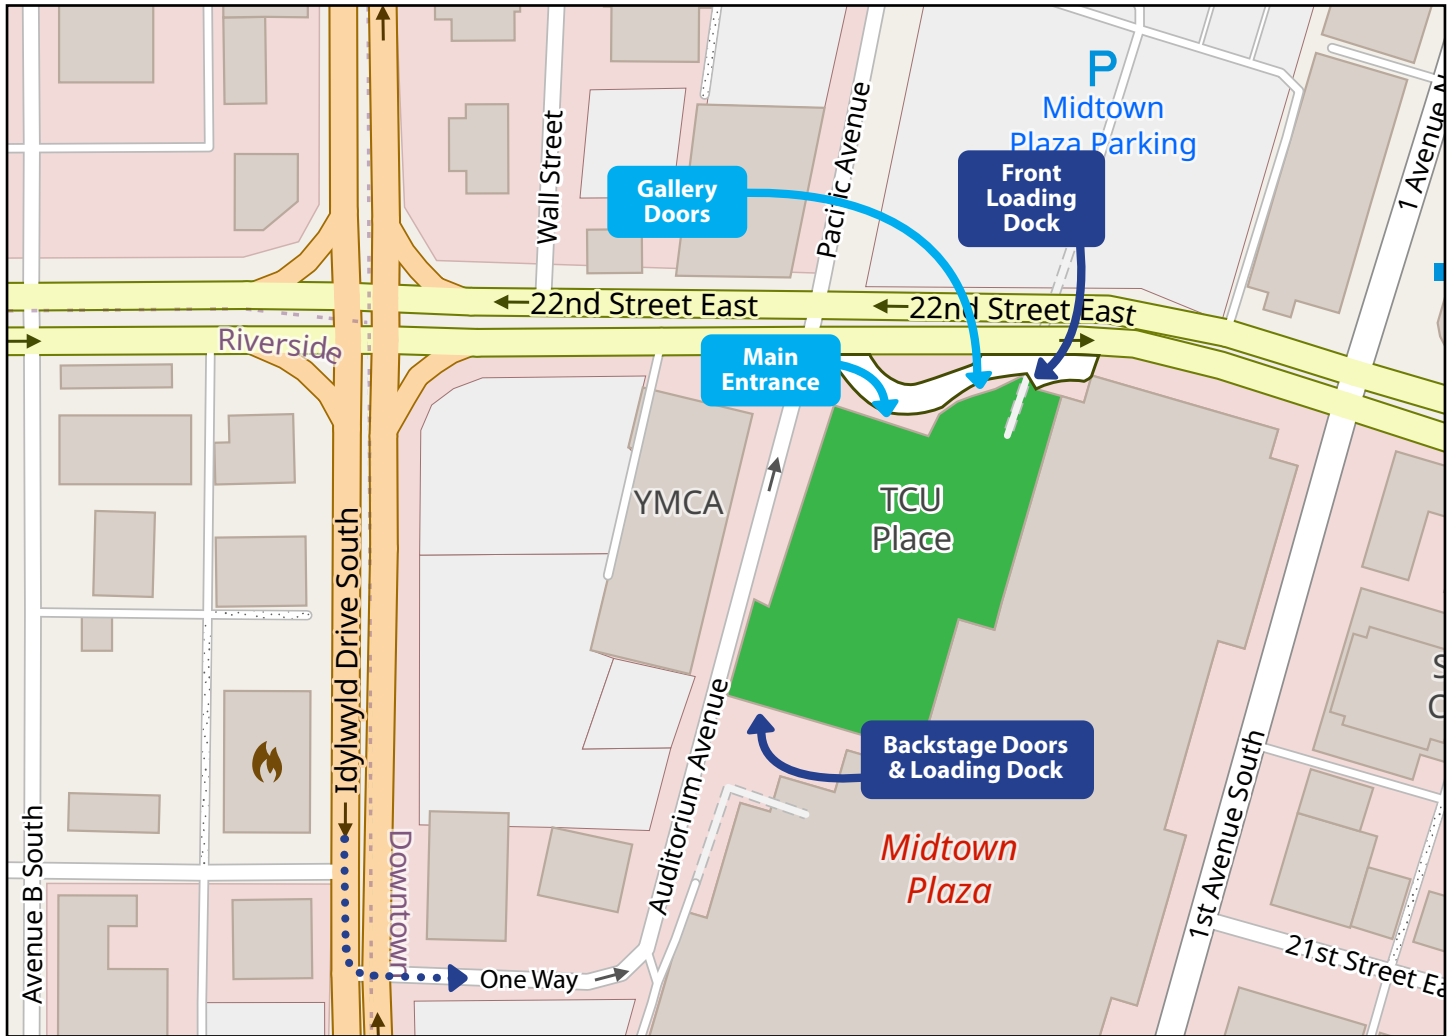 P
Midtown
Plaza Parking
1 Avenue N
Wall Street
Pacific Avenue
Gallery
Doors
Front
Loading
Dock
22nd Street East
22nd Street East
Riverside
Main
Entrance
YMCA
TCU
Place
Idylwyld Drive South
Auditorium Avenue
Backstage Doors
& Loading Dock
Midtown
Plaza
1st Avenue South
Avenue B South
Downtown
One Way
21st Street Ea
S
C